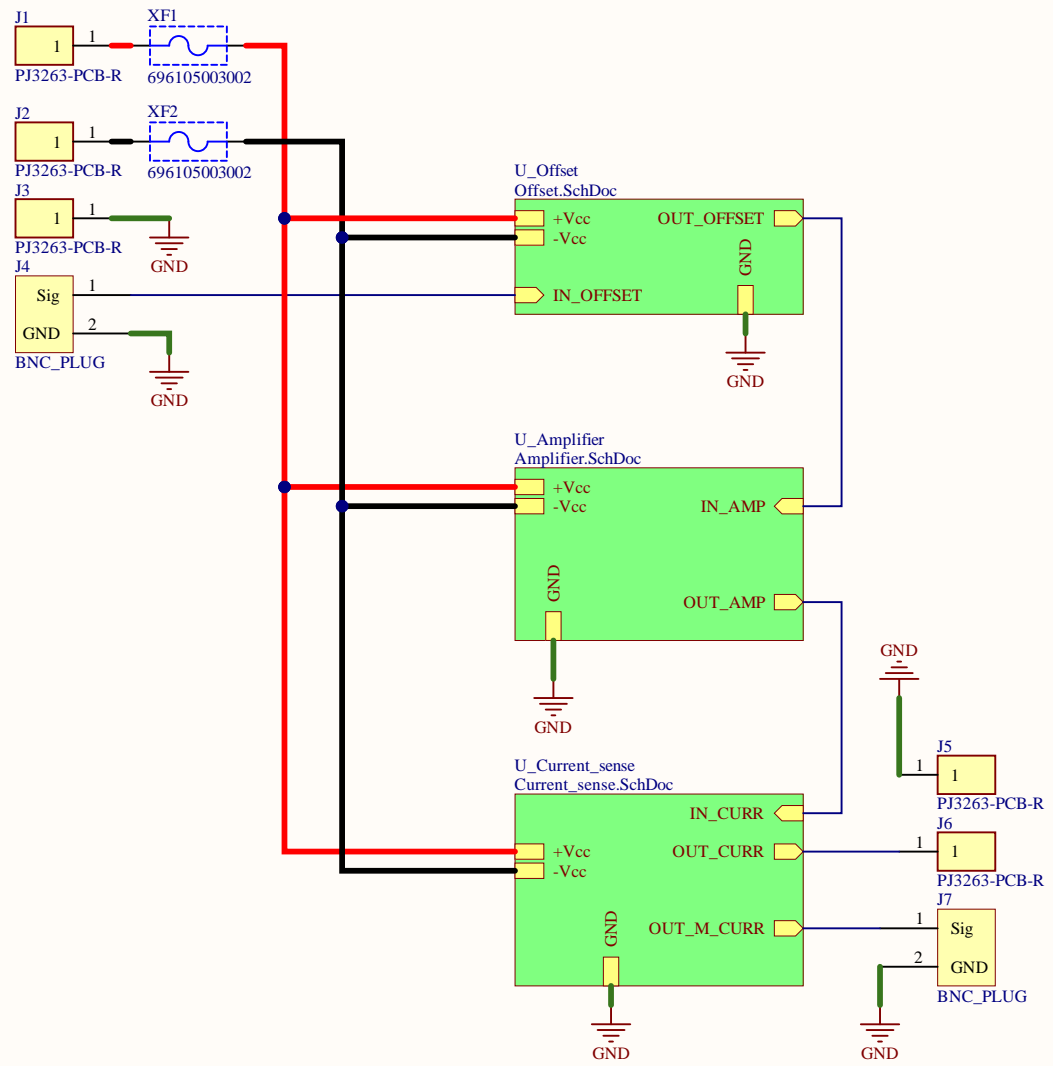 J1
1
1
PJ3263-PCB-R
XF1
696105003002
J2
1
1
PJ3263-PCB-R
XF2
696105003002
J3
1
1
PJ3263-PCB-R
GND
J4
Sig
1
GND
2
BNC_PLUG
GND
U_Offset
Offset.SchDoc
+Vcc
-Vcc
OUT_OFFSET
GND
IN_OFFSET
GND
U_Amplifier
Amplifier.SchDoc
+Vcc
-Vcc
IN_AMP
GND
OUT_AMP
GND
U_Current_sense
Current_sense.SchDoc
IN_CURR
+Vcc
-Vcc
OUT_CURR
GND
OUT_M_CURR
GND
GND
J5
1
1
PJ3263-PCB-R
J6
1
1
PJ3263-PCB-R
J7
1
Sig
2
GND
BNC_PLUG
GND